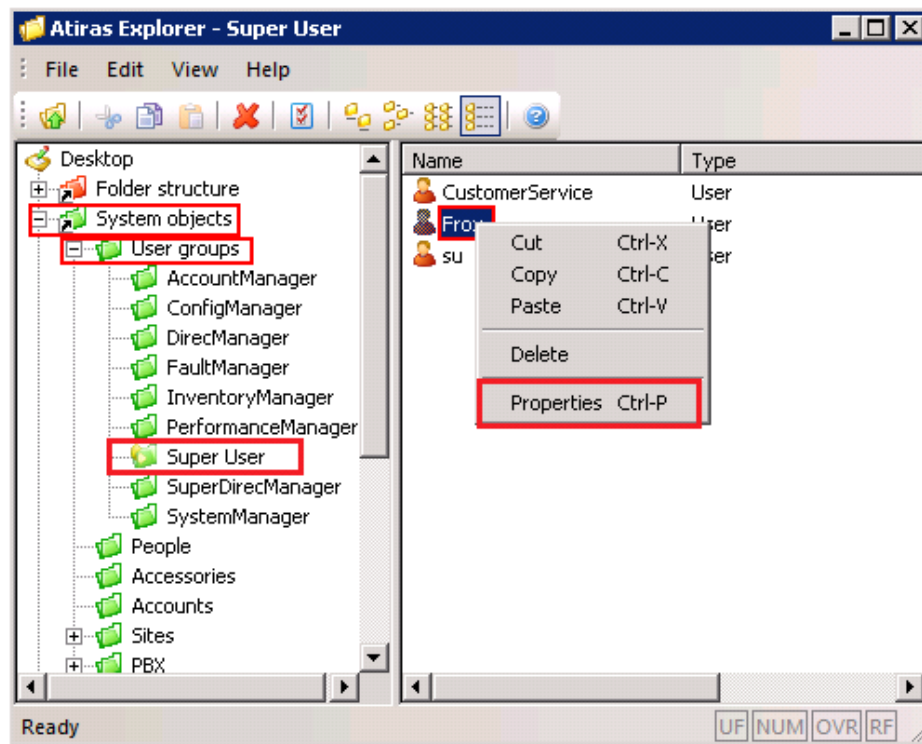 Atiras Explorer - Super User
File Edit View Help
Desktop
Folder structure
System objects
User groups
AccountManager
ConfigManager
DirecManager
FaultManager
InventoryManager
PerformanceManager
Super User
SuperDirecManager
SystemManager
People
Accessories
Accounts
Sites
PBX
Name Type
CustomerService User
User
su
Cut Ctrl-X
Copy Ctrl-C
Paste Ctrl-V
Delete
Properties Ctrl-P
Ready UF NUM OVR RF